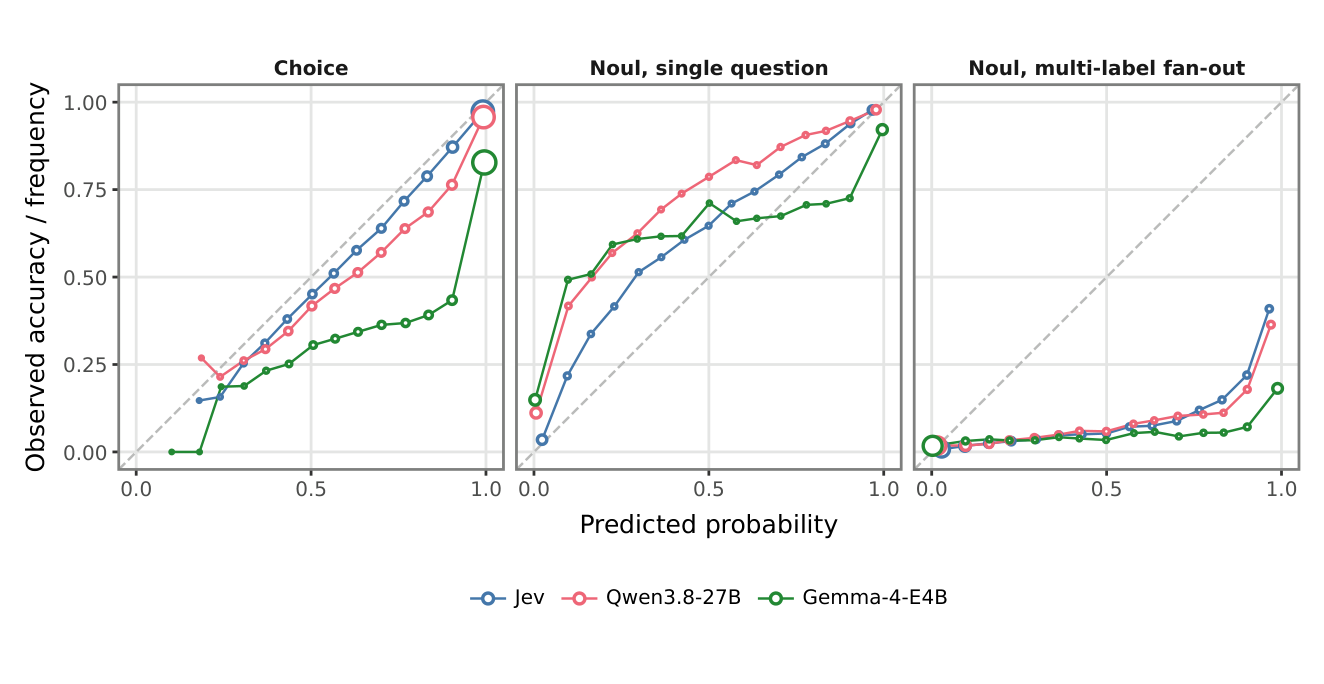 Choice
Noul, single question
Noul, multi-label fan-out
Observed accuracy / frequency
1.00
0.75
0.50
0.25
0.00
0.0 0.5 1.0
0.0 0.5 1.0
0.0 0.5 1.0
Predicted probability
Jev Qwen3.8-27B Gemma-4-E4B